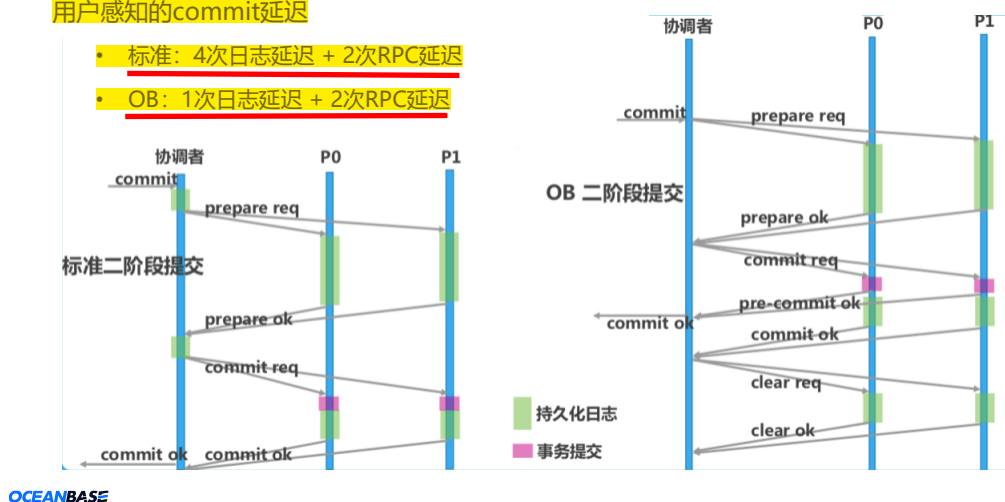 用户感知的commit延迟
• 标准：4次日志延迟 + 2次RPC延迟
• OB：1次日志延迟 + 2次RPC延迟
协调者 P0 P1
commit
prepare req
标准二阶段提交
prepare ok
commit req
commit ok commit ok
协调者 P0 P1
commit
prepare req
OB 二阶段提交
prepare ok
commit req
pre-commit ok
commit ok
commit ok
clear req
clear ok
持久化日志
事务提交
OCEANBASE